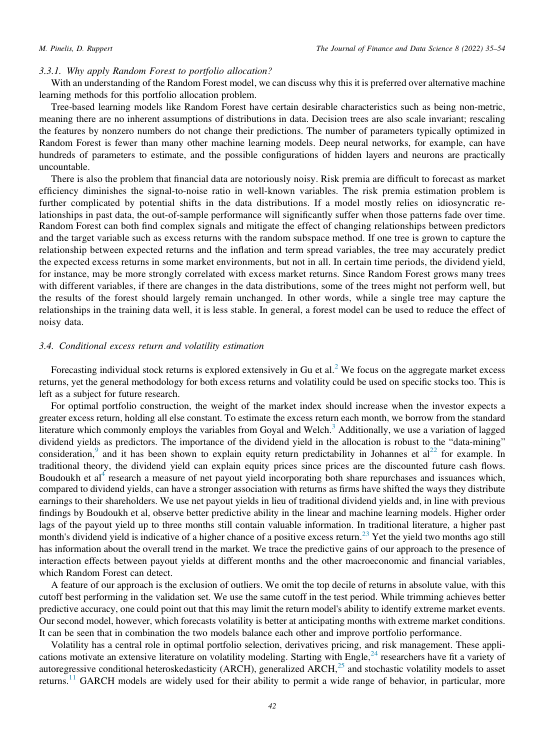 M. Pinelis, D. Ruppert
The Journal of Finance and Data Science 8 (2022) 35–54
3.3.1. Why apply Random Forest to portfolio allocation?
With an understanding of the Random Forest model, we can discuss why this it is preferred over alternative machine
learning methods for this portfolio allocation problem.
Tree-based learning models like Random Forest have certain desirable characteristics such as being non-metric,
meaning there are no inherent assumptions of distributions in data. Decision trees are also scale invariant; rescaling
the features by nonzero numbers do not change their predictions. The number of parameters typically optimized in
Random Forest is fewer than many other machine learning models. Deep neural networks, for example, can have
hundreds of parameters to estimate, and the possible configurations of hidden layers and neurons are practically
uncountable.
There is also the problem that financial data are notoriously noisy. Risk premia are difficult to forecast as market
efficiency diminishes the signal-to-noise ratio in well-known variables. The risk premia estimation problem is
further complicated by potential shifts in the data distributions. If a model mostly relies on idiosyncratic re-
lationships in past data, the out-of-sample performance will significantly suffer when those patterns fade over time.
Random Forest can both find complex signals and mitigate the effect of changing relationships between predictors
and the target variable such as excess returns with the random subspace method. If one tree is grown to capture the
relationship between expected returns and the inflation and term spread variables, the tree may accurately predict
the expected excess returns in some market environments, but not in all. In certain time periods, the dividend yield,
for instance, may be more strongly correlated with excess market returns. Since Random Forest grows many trees
with different variables, if there are changes in the data distributions, some of the trees might not perform well, but
the results of the forest should largely remain unchanged. In other words, while a single tree may capture the
relationships in the training data well, it is less stable. In general, a forest model can be used to reduce the effect of
noisy data.
3.4. Conditional excess return and volatility estimation
Forecasting individual stock returns is explored extensively in Gu et al.2 We focus on the aggregate market excess
returns, yet the general methodology for both excess returns and volatility could be used on specific stocks too. This is
left as a subject for future research.
For optimal portfolio construction, the weight of the market index should increase when the investor expects a
greater excess return, holding all else constant. To estimate the excess return each month, we borrow from the standard
literature which commonly employs the variables from Goyal and Welch.3 Additionally, we use a variation of lagged
dividend yields as predictors. The importance of the dividend yield in the allocation is robust to the “data-mining”
consideration,9 and it has been shown to explain equity return predictability in Johannes et al22 for example. In
traditional theory, the dividend yield can explain equity prices since prices are the discounted future cash flows.
Boudoukh et al research a measure of net payout yield incorporating both share repurchases and issuances which,
compared to dividend yields, can have a stronger association with returns as firms have shifted the ways they distribute
earnings to their shareholders. We use net payout yields in lieu of traditional dividend yields and, in line with previous
findings by Boudoukh et al, observe better predictive ability in the linear and machine learning models. Higher order
lags of the payout yield up to three months still contain valuable information. In traditional literature, a higher past
month's dividend yield is indicative of a higher chance of a positive excess return.23 Yet the yield two months ago still
has information about the overall trend in the market. We trace the predictive gains of our approach to the presence of
interaction effects between payout yields at different months and the other macroeconomic and financial variables,
which Random Forest can detect.
A feature of our approach is the exclusion of outliers. We omit the top decile of returns in absolute value, with this
cutoff best performing in the validation set. We use the same cutoff in the test period. While trimming achieves better
predictive accuracy, one could point out that this may limit the return model's ability to identify extreme market events.
Our second model, however, which forecasts volatility is better at anticipating months with extreme market conditions.
It can be seen that in combination the two models balance each other and improve portfolio performance.
Volatility has a central role in optimal portfolio selection, derivatives pricing, and risk management. These appli-
cations motivate an extensive literature on volatility modeling. Starting with Engle,24 researchers have fit a variety of
autoregressive conditional heteroskedasticity (ARCH), generalized ARCH,25 and stochastic volatility models to asset
returns.11 GARCH models are widely used for their ability to permit a wide range of behavior, in particular, more
42